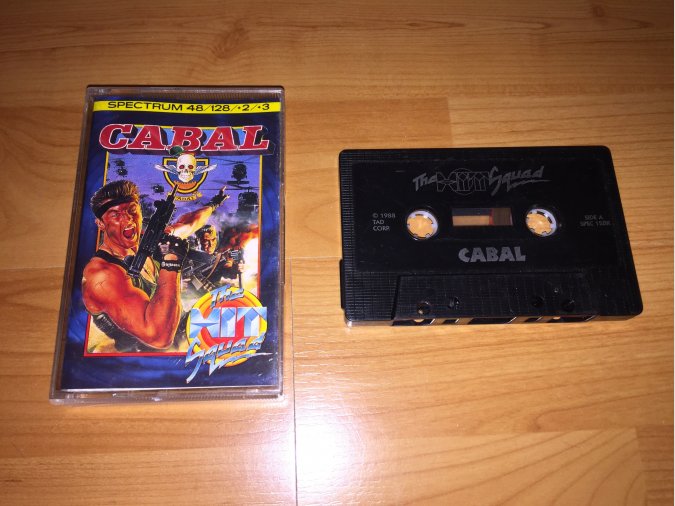 SPECTRUM 48/128/+2/+3
CABAL
The
HIT
Squad
The HIT Squad
© 1988
TAD
CORP.
SIDE A
CABAL